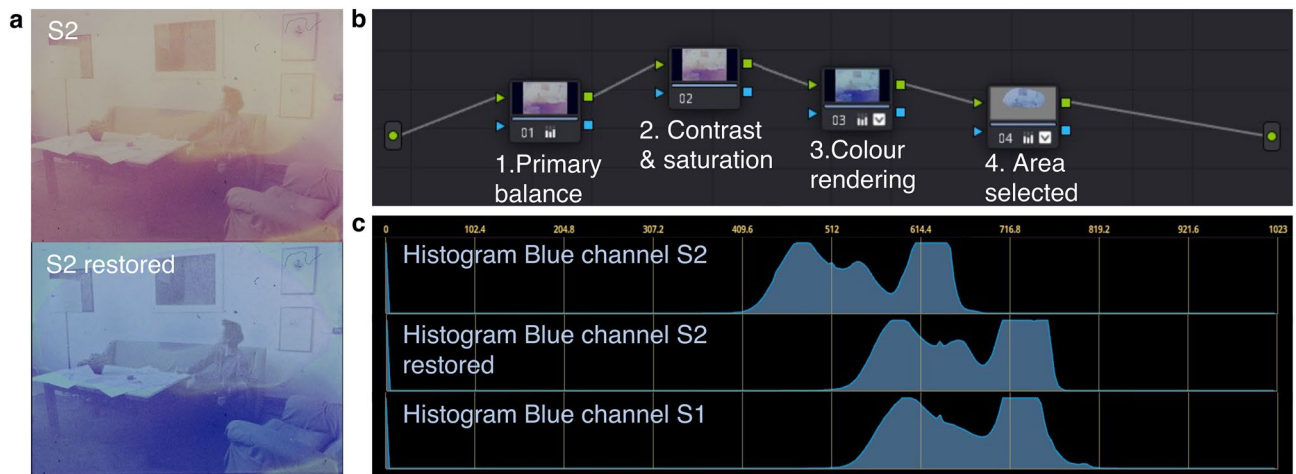 a
S2
S2 restored
b
01
02
03
04
1.Primary
balance
2. Contrast
& saturation
3.Colour
rendering
4. Area
selected
c
0 102.4 204.8 307.2 409.6 512 614.4 716.8 819.2 921.6 1023
Histogram Blue channel S2
Histogram Blue channel S2
restored
Histogram Blue channel S1